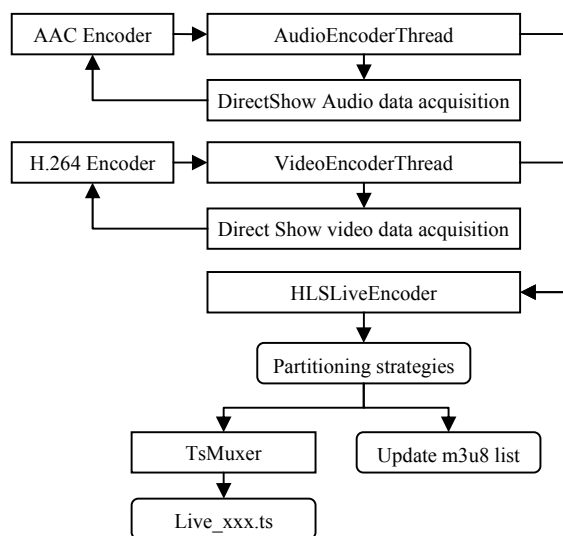 AAC Encoder
AudioEncoderThread
DirectShow Audio data acquisition
H.264 Encoder
VideoEncoderThread
Direct Show video data acquisition
HLSLiveEncoder
Partitioning strategies
TsMuxer
Update m3u8 list
Live_xxx.ts